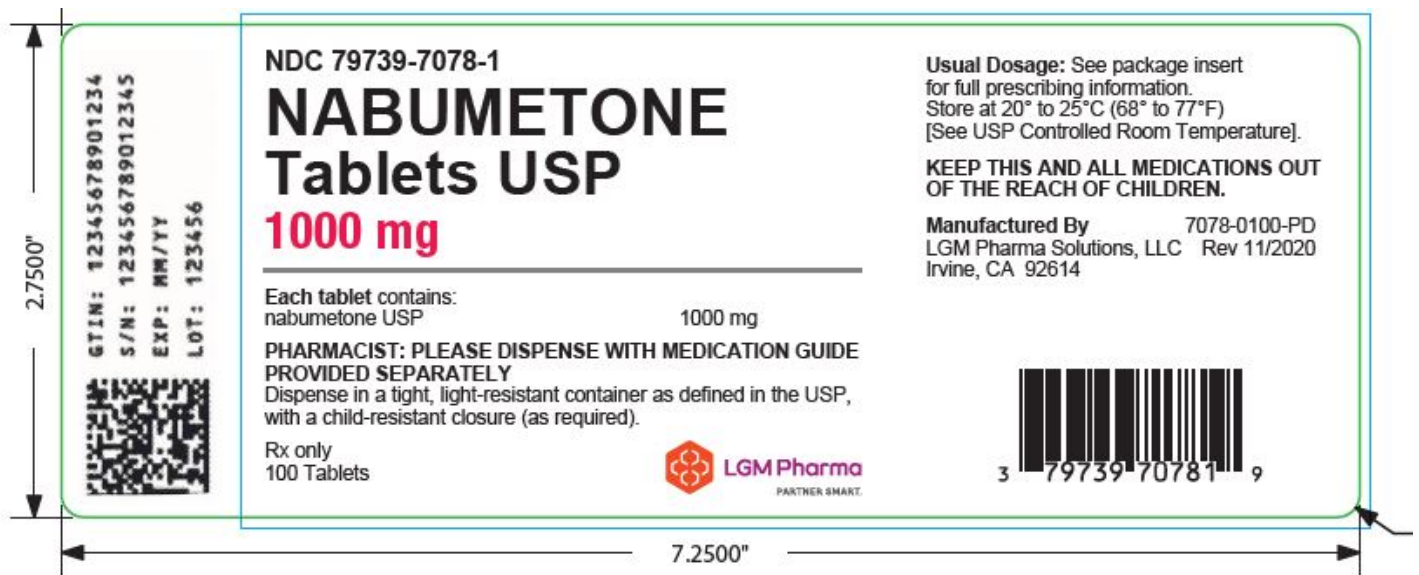 GTIN: 12345678901234
S/N: 123456789012345
EXP: MM/YY
LOT: 123456
NDC 79739-7078-1
NABUMETONE
Tablets USP
1000 mg
Each tablet contains:
nabumetone USP 1000 mg
PHARMACIST: PLEASE DISPENSE WITH MEDICATION GUIDE
PROVIDED SEPARATELY
Dispense in a tight, light-resistant container as defined in the USP,
with a child-resistant closure (as required).
Rx only
100 Tablets
LGM Pharma
PARTNER SMART.
Usual Dosage: See package insert
for full prescribing information.
Store at 20° to 25°C (68° to 77°F)
[See USP Controlled Room Temperature].
KEEP THIS AND ALL MEDICATIONS OUT
OF THE REACH OF CHILDREN.
Manufactured By 7078-0100-PD
LGM Pharma Solutions, LLC Rev 11/2020
Irvine, CA 92614
3 79739 70781 9
2.7500"
7.2500"